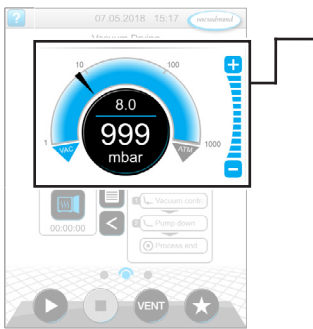 ? 07.05.2018 15:17 vacuubrand
Vacuum Drying
10 100
8.0
999
mbar
1 1000
VAC ATM
+
-
Vacuum contr.
Pump down
Process end
00:00:00
<
VENT